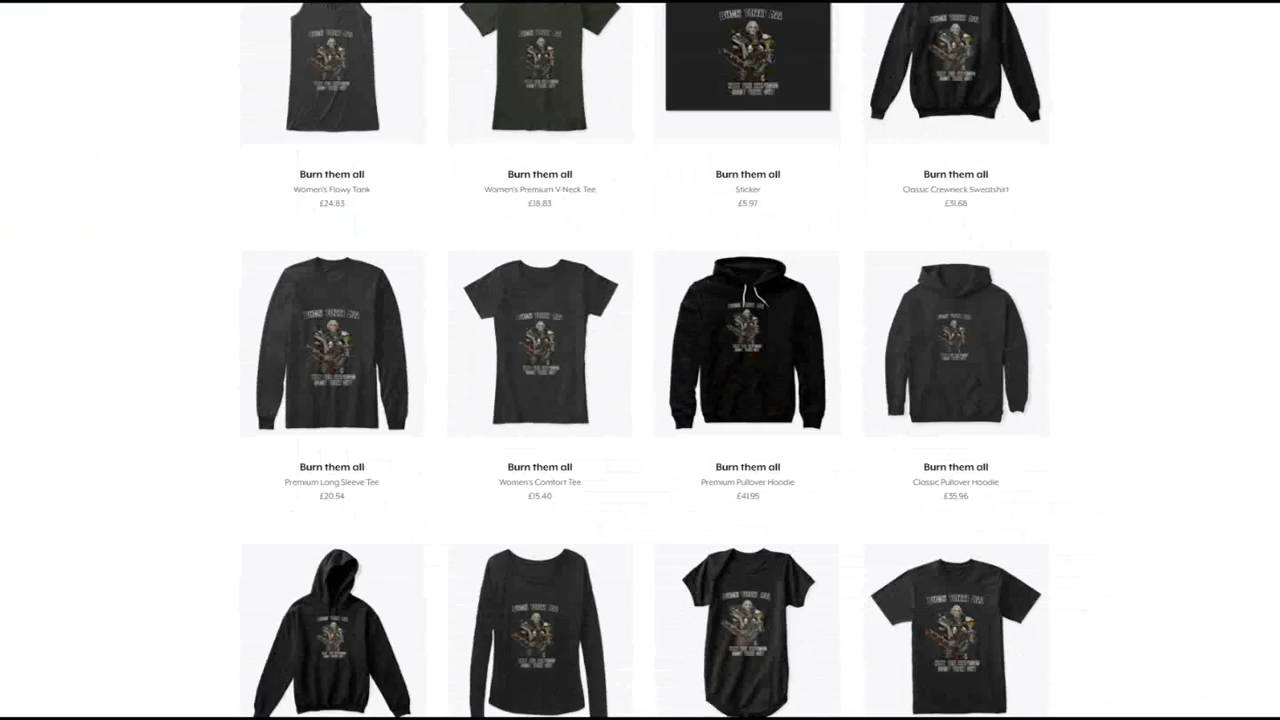 BURN THEM ALL
Burn them all
Women's Flowy Tank
£24.83
Burn them all
Women's Premium V-Neck Tee
£18.83
Burn them all
Sticker
£5.97
Burn them all
Classic Crewneck Sweatshirt
£31.68
Burn them all
Premium Long Sleeve Tee
£20.54
Burn them all
Women's Comfort Tee
£15.40
Burn them all
Premium Pullover Hoodie
£41.95
Burn them all
Classic Pullover Hoodie
£35.96